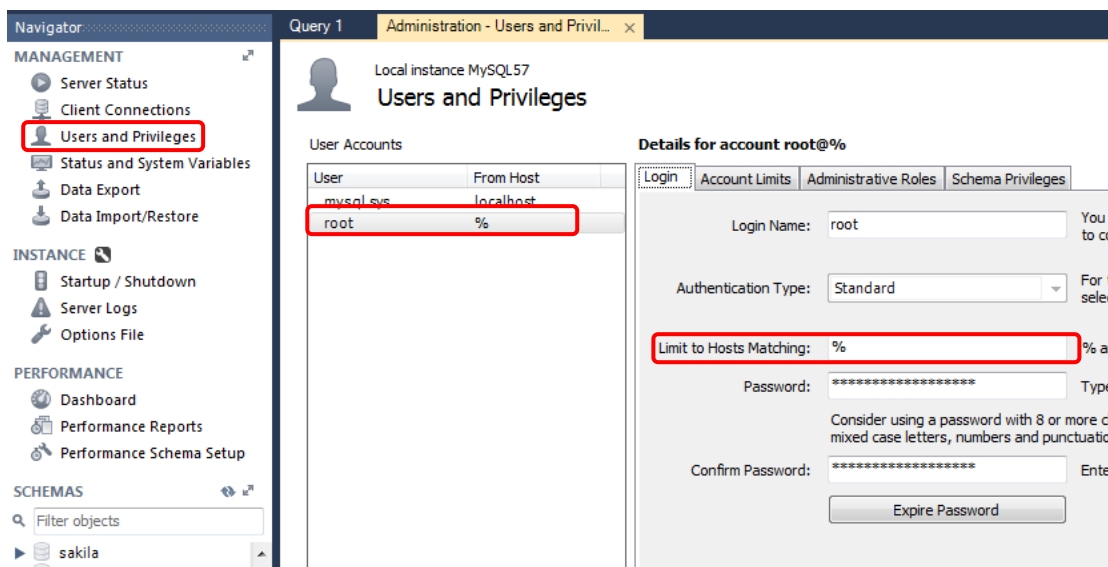 Navigator
Query 1
Administration - Users and Privil...
MANAGEMENT
Server Status
Client Connections
Users and Privileges
Status and System Variables
Data Export
Data Import/Restore
INSTANCE
Startup / Shutdown
Server Logs
Options File
PERFORMANCE
Dashboard
Performance Reports
Performance Schema Setup
SCHEMAS
Filter objects
sakila
Local instance MySQL57
Users and Privileges
User Accounts
User From Host
mysql.sys localhost
root %
Details for account root@%
Login Account Limits Administrative Roles Schema Privileges
Login Name: root You
to co
Authentication Type: Standard For
sele
Limit to Hosts Matching: % % a
Password: ****************** Type
Consider using a password with 8 or more c
mixed case letters, numbers and punctuatio
Confirm Password: ****************** Ente
Expire Password